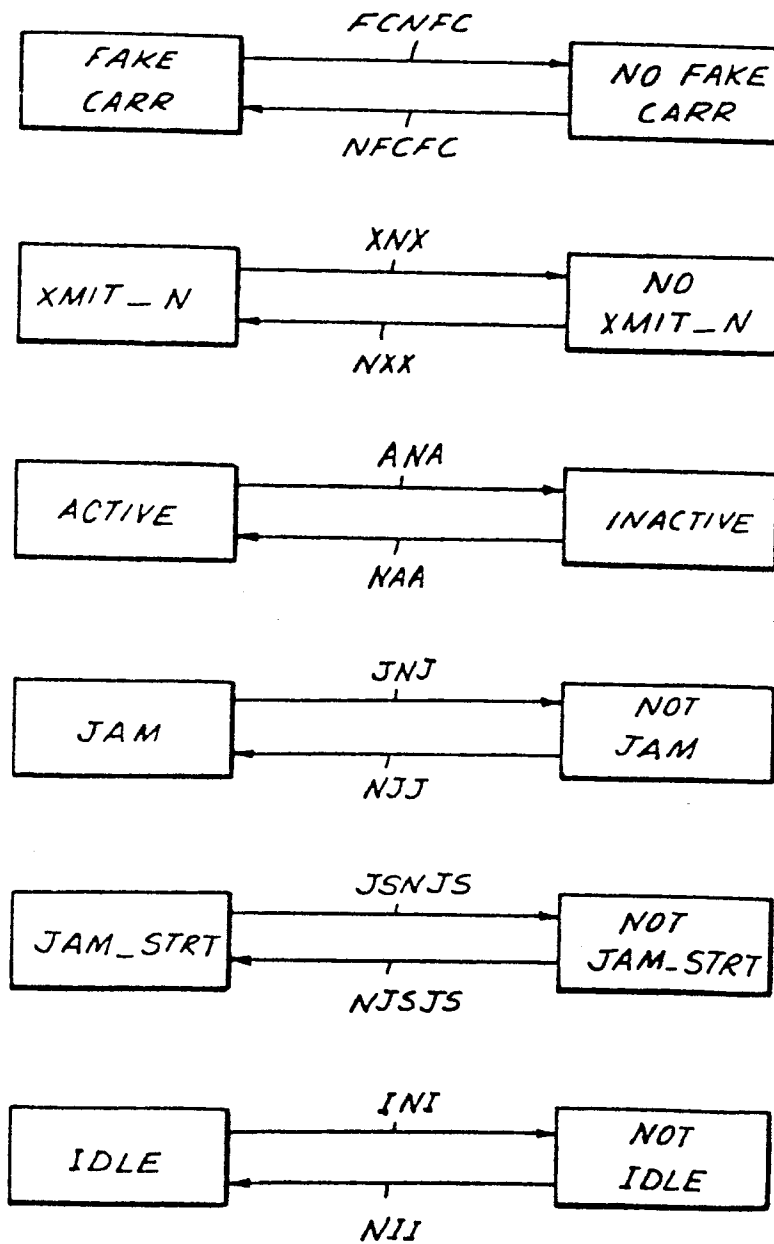 FCNFC
FAKE
CARR
NO FAKE
CARR
NFCFC
XNX
XMIT_N
NO
XMIT_N
NXX
ANA
ACTIVE
INACTIVE
NAA
JNJ
JAM
NOT
JAM
NJJ
JSNJS
JAM_STRT
NOT
JAM_STRT
NJSJS
INI
IDLE
NOT
IDLE
NII